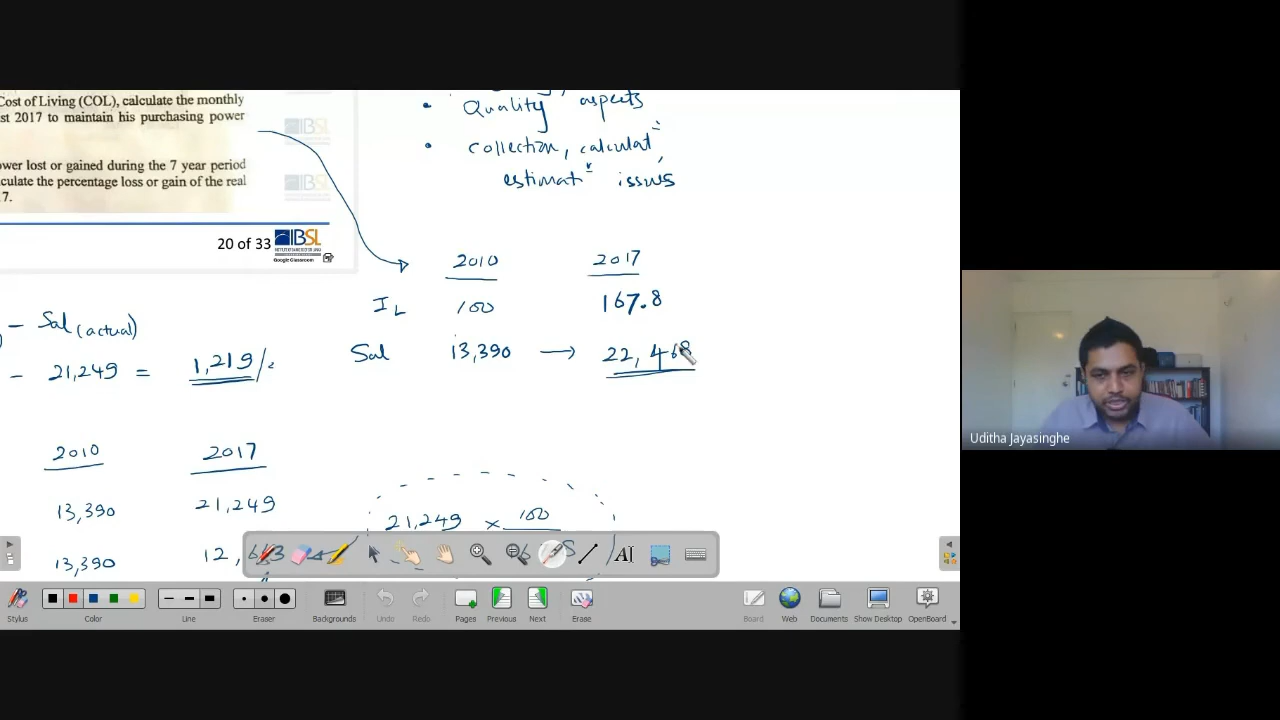 Cost of Living (COL), calculate the monthly
st 2017 to maintain his purchasing power
wer lost or gained during the 7 year period
culate the percentage loss or gain of the real
7.
20 of 33 IBSL
Google Classroom
• Quality aspects
• collection, calculat=,
estimat= issues
2010 2017
IL 100 167.8
Sal 13,390 → 22,468
- Sal (actual)
- 21,249 = 1,219/=
2010 2017
13,390 21,249
13,390
21,249 × 100
Uditha Jayasinghe
Stylus Color Line Eraser Backgrounds Undo Redo Pages Previous Next Erase Board Web Documents Show Desktop OpenBoard